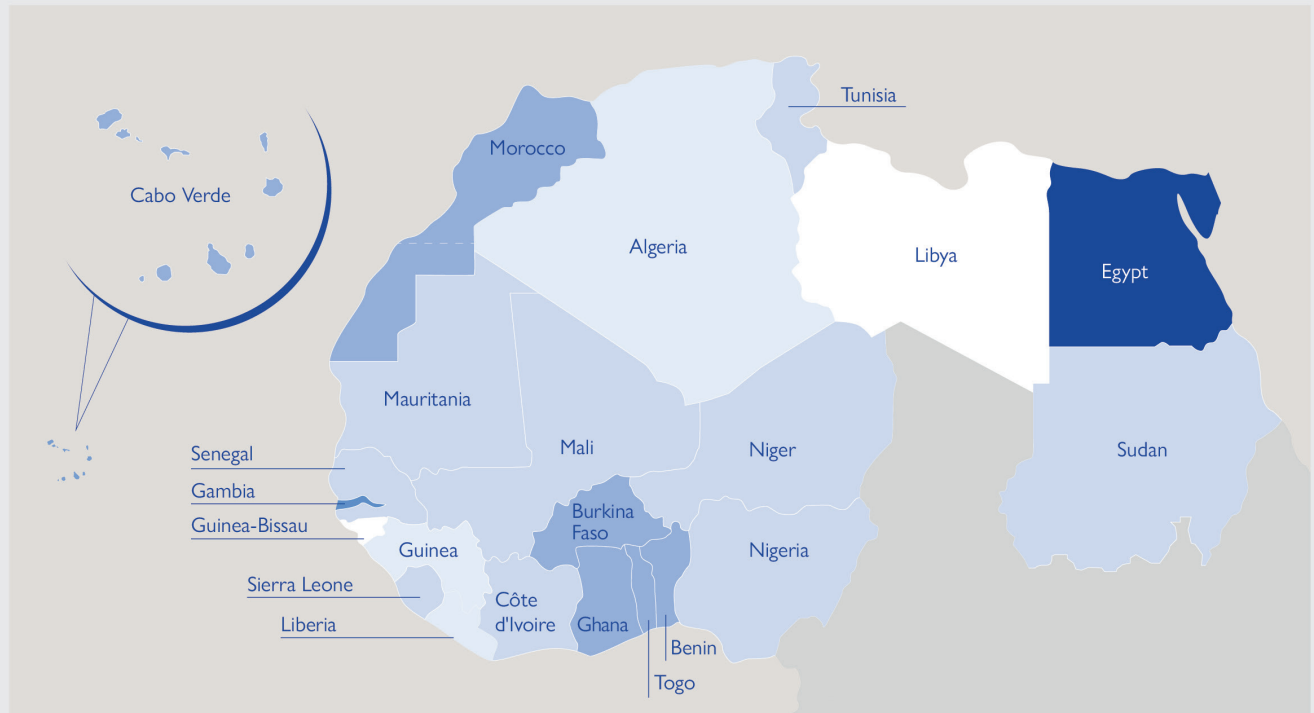 Tunisia
Morocco
Cabo Verde
Algeria
Libya
Egypt
Mauritania
Mali
Niger
Sudan
Senegal
Gambia
Guinea-Bissau
Burkina
Faso
Guinea
Nigeria
Sierra Leone
Côte
d'Ivoire
Ghana
Liberia
Benin
Togo